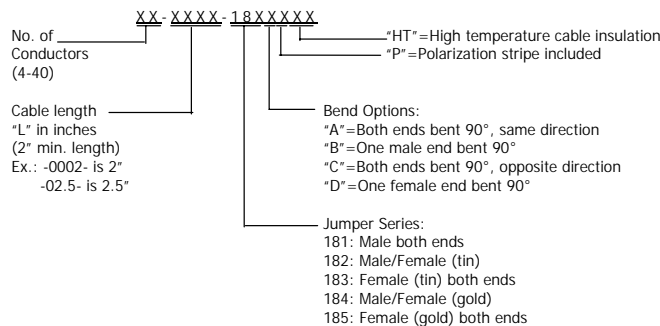 XX-XXXX-18XXXXX
"HT"=High temperature cable insulation
"P"=Polarization stripe included
No. of
Conductors
(4-40)
Cable length
"L" in inches
(2" min. length)
Ex.: -0002- is 2"
-02.5- is 2.5"
Bend Options:
"A"=Both ends bent 90°, same direction
"B"=One male end bent 90°
"C"=Both ends bent 90°, opposite direction
"D"=One female end bent 90°
Jumper Series:
181: Male both ends
182: Male/Female (tin)
183: Female (tin) both ends
184: Male/Female (gold)
185: Female (gold) both ends